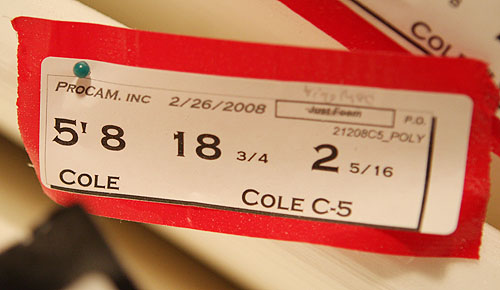 PROCAM. INC 2/26/2008 Just Foam P.O.
21208C5_POLY
5' 8 18 3/4 2 5/16
COLE COLE C-5
COL